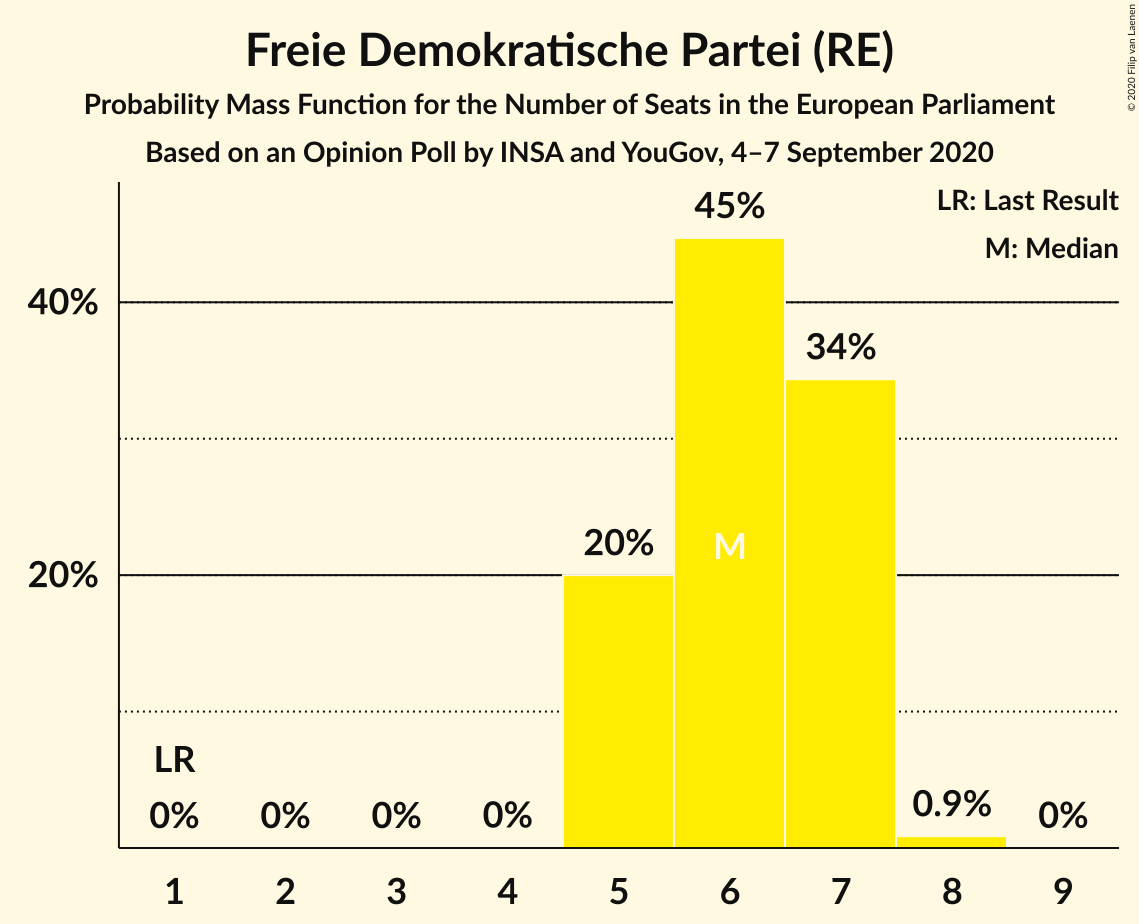 Freie Demokratische Partei (RE)
Probability Mass Function for the Number of Seats in the European Parliament
Based on an Opinion Poll by INSA and YouGov, 4–7 September 2020
© 2020 Filip van Laenen
LR: Last Result
M: Median
45%
40%
34%
20%
M
20%
LR
0%
0%
0%
0%
0.9%
0%
1
2
3
4
5
6
7
8
9